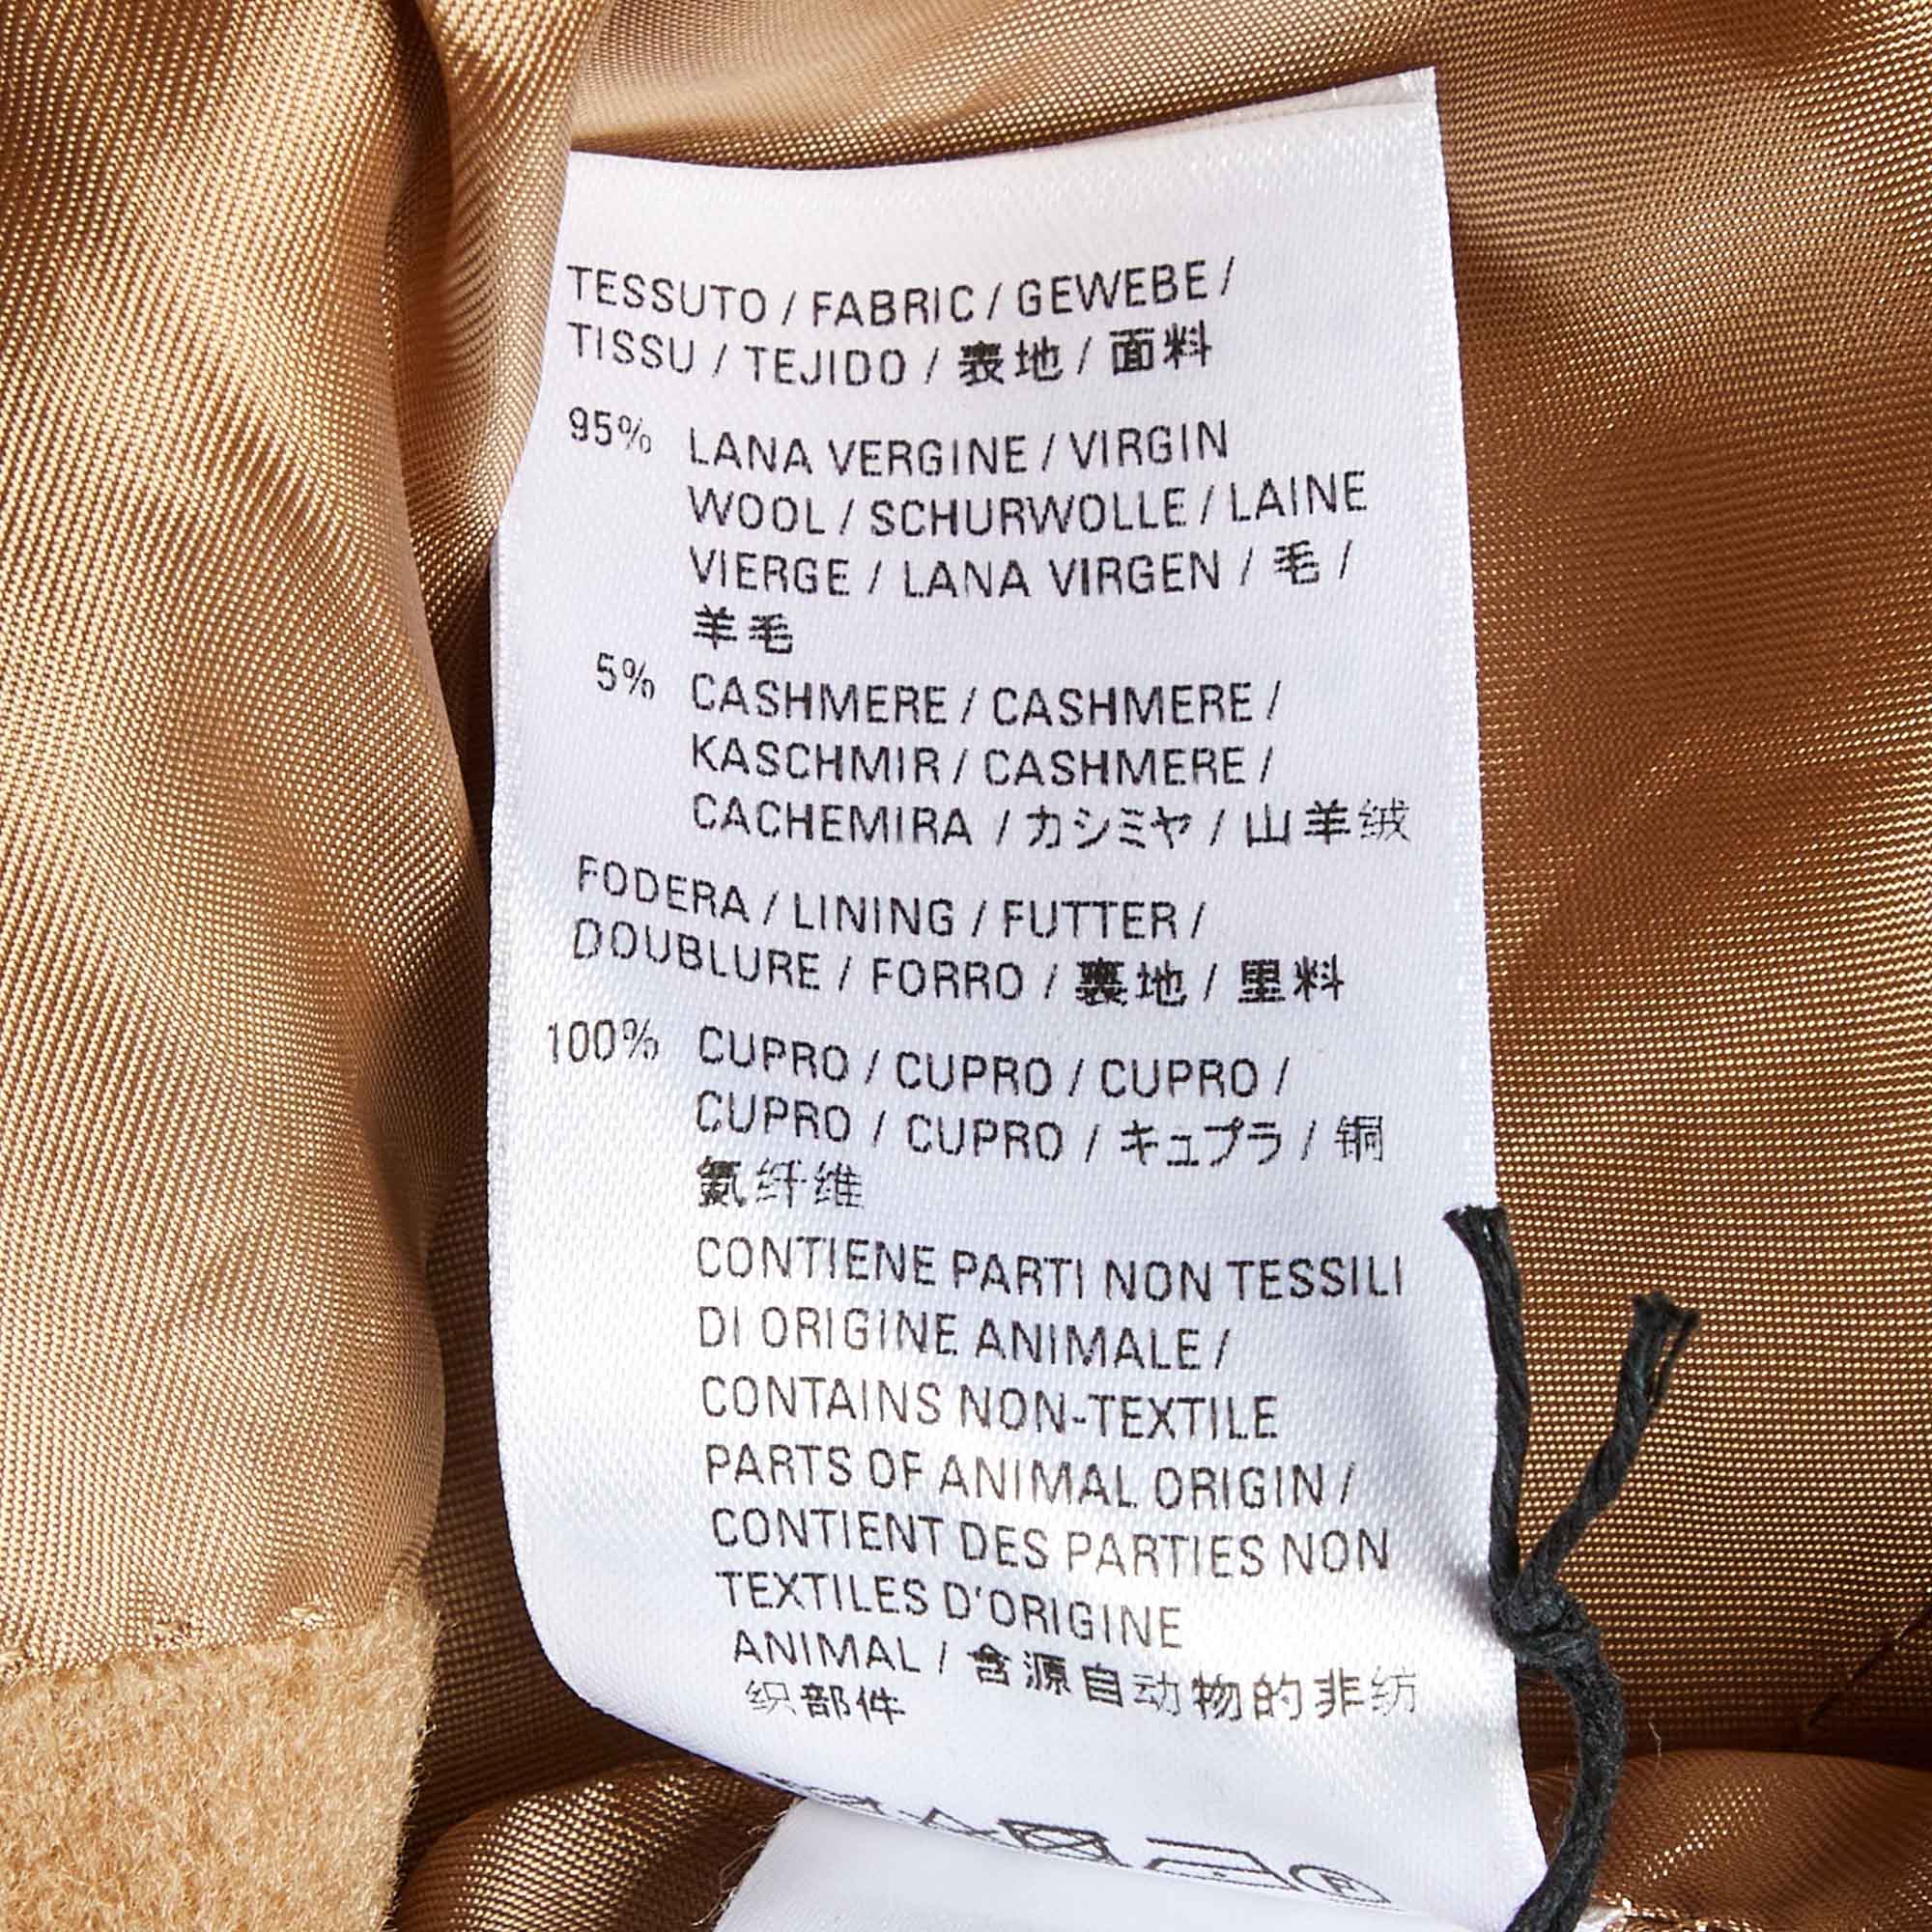 TESSUTO / FABRIC / GEWEBE /
TISSU / TEJIDO / 表地 / 面料
95% LANA VERGINE / VIRGIN
WOOL / SCHURWOLLE / LAINE
VIERGE / LANA VIRGEN / 毛 /
羊毛
5% CASHMERE / CASHMERE /
KASCHMIR / CASHMERE /
CACHEMIRA / カシミヤ / 山羊绒
FODERA / LINING / FUTTER /
DOUBLURE / FORRO / 裏地 / 里料
100% CUPRO / CUPRO / CUPRO /
CUPRO / CUPRO / キュプラ / 铜
氨纤维
CONTIENE PARTI NON TESSILI
DI ORIGINE ANIMALE /
CONTAINS NON-TEXTILE
PARTS OF ANIMAL ORIGIN /
CONTIENT DES PARTIES NON
TEXTILES D'ORIGINE
ANIMAL / 含源自动物的非纺
织部件